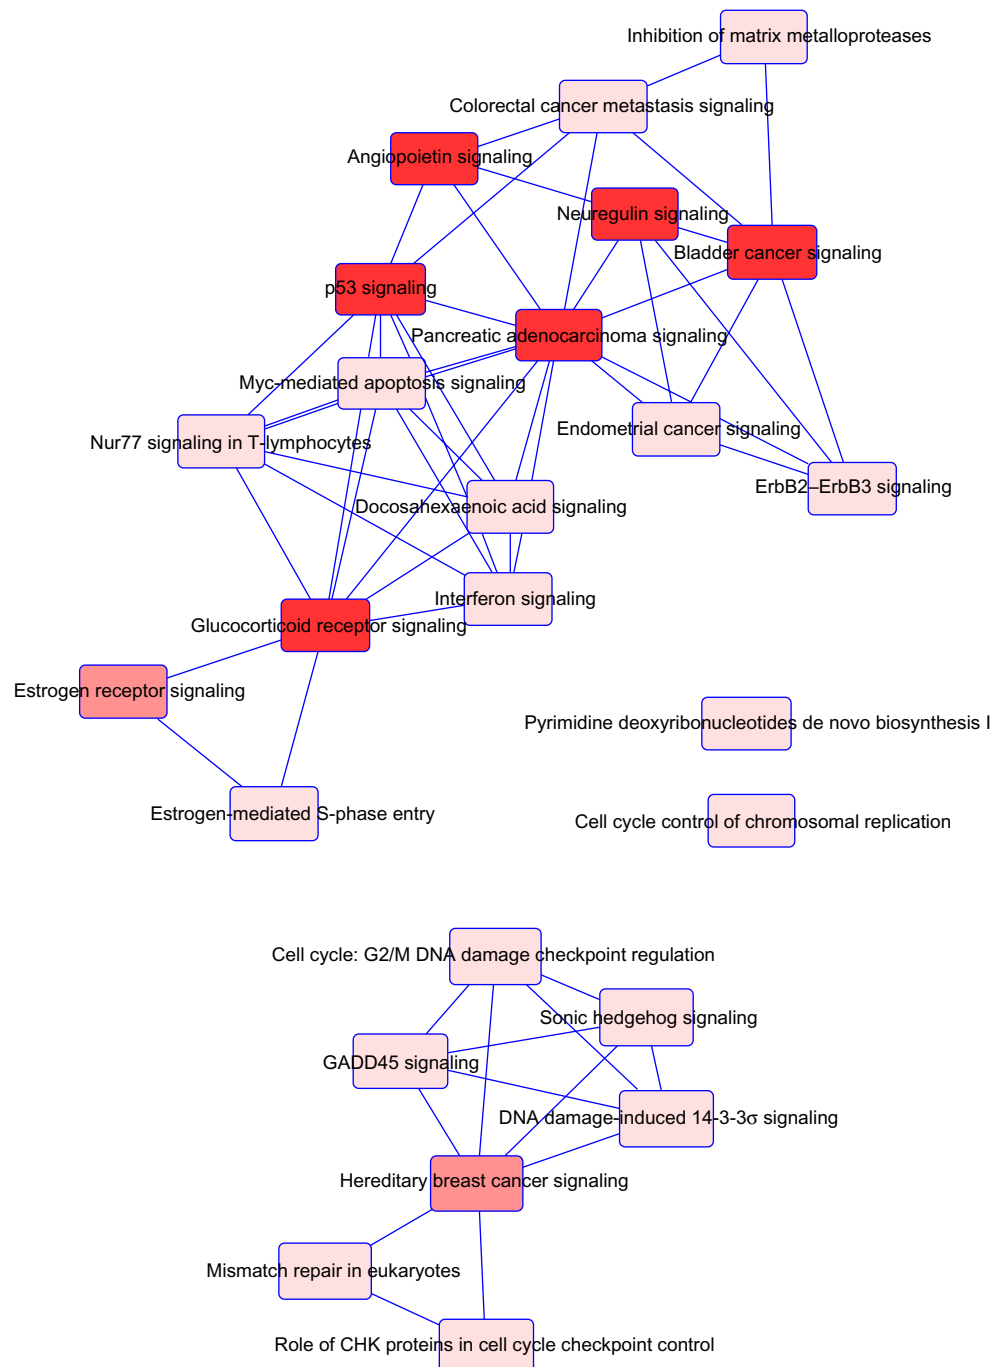 Inhibition of matrix metalloproteases
Colorectal cancer metastasis signaling
Angiopoietin signaling
Neuregulin signaling
Bladder cancer signaling
p53 signaling
Pancreatic adenocarcinoma signaling
Myc-mediated apoptosis signaling
Nur77 signaling in T-lymphocytes
Endometrial cancer signaling
ErbB2–ErbB3 signaling
Docosahexaenoic acid signaling
Interferon signaling
Glucocorticoid receptor signaling
Estrogen receptor signaling
Pyrimidine deoxyribonucleotides de novo biosynthesis I
Estrogen-mediated S-phase entry
Cell cycle control of chromosomal replication
Cell cycle: G2/M DNA damage checkpoint regulation
Sonic hedgehog signaling
GADD45 signaling
DNA damage-induced 14-3-3σ signaling
Hereditary breast cancer signaling
Mismatch repair in eukaryotes
Role of CHK proteins in cell cycle checkpoint control